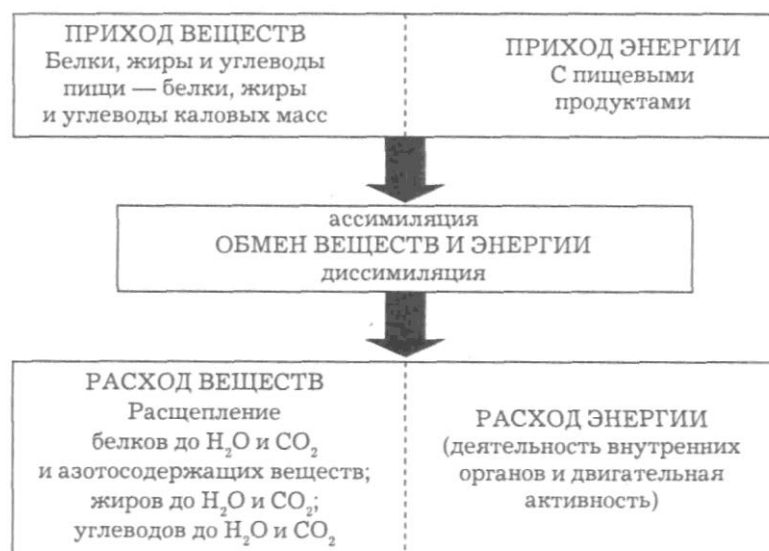 ПРИХОД ВЕЩЕСТВ
Белки, жиры и углеводы
пищи — белки, жиры
и углеводы каловых масс
ПРИХОД ЭНЕРГИИ
С пищевыми
продуктами
ассимиляция
ОБМЕН ВЕЩЕСТВ И ЭНЕРГИИ
диссимиляция
РАСХОД ВЕЩЕСТВ
Расщепление
белков до H₂O и CO₂
и азотосодержащих веществ;
жиров до H₂O и CO₂;
углеводов до H₂O и CO₂
РАСХОД ЭНЕРГИИ
(деятельность внутренних
органов и двигательная
активность)